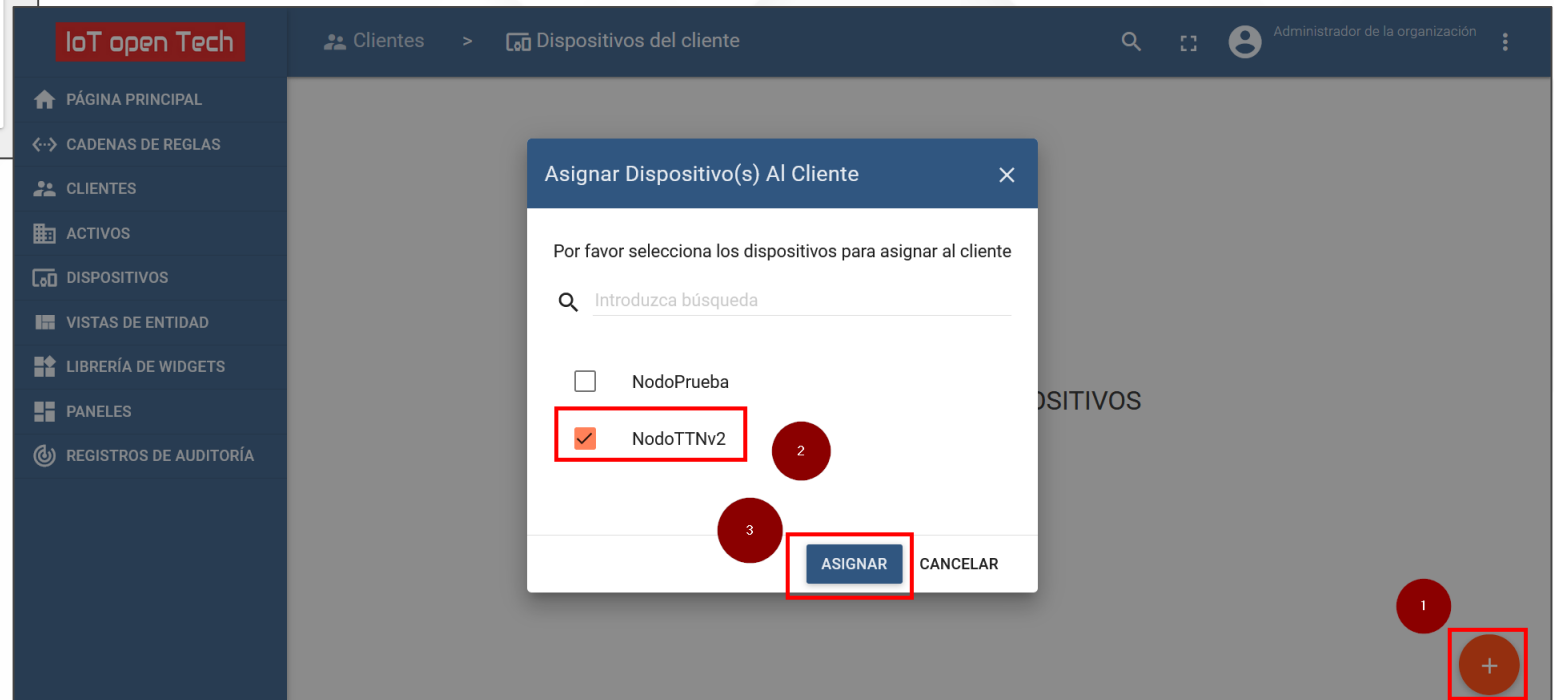 IoT open Tech
Clientes > Dispositivos del cliente
Administrador de la organización
PÁGINA PRINCIPAL
CADENAS DE REGLAS
CLIENTES
ACTIVOS
DISPOSITIVOS
VISTAS DE ENTIDAD
LIBRERÍA DE WIDGETS
PANELES
REGISTROS DE AUDITORÍA
Asignar Dispositivo(s) Al Cliente
Por favor selecciona los dispositivos para asignar al cliente
Introduzca búsqueda
NodoPrueba
OSITIVOS
NodoTTNv2
2
3
ASIGNAR CANCELAR
1
+